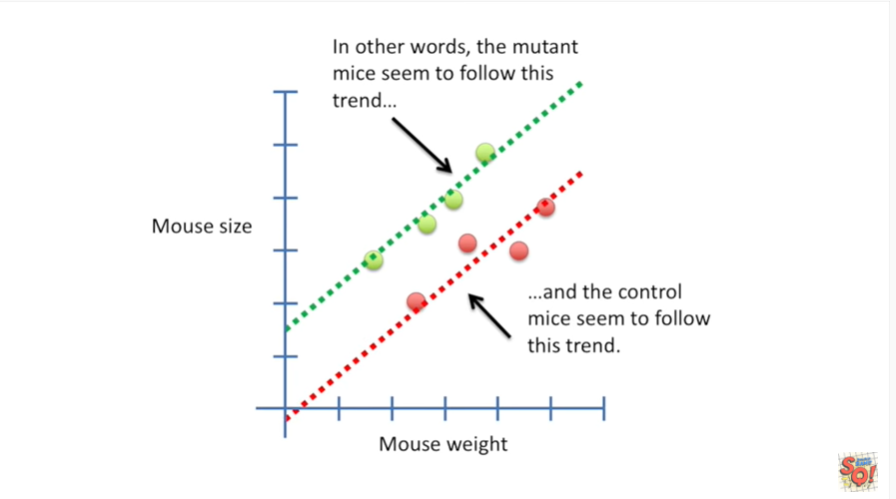 In other words, the mutant
mice seem to follow this
trend...
Mouse size
...and the control
mice seem to follow
this trend.
Mouse weight
SQ!